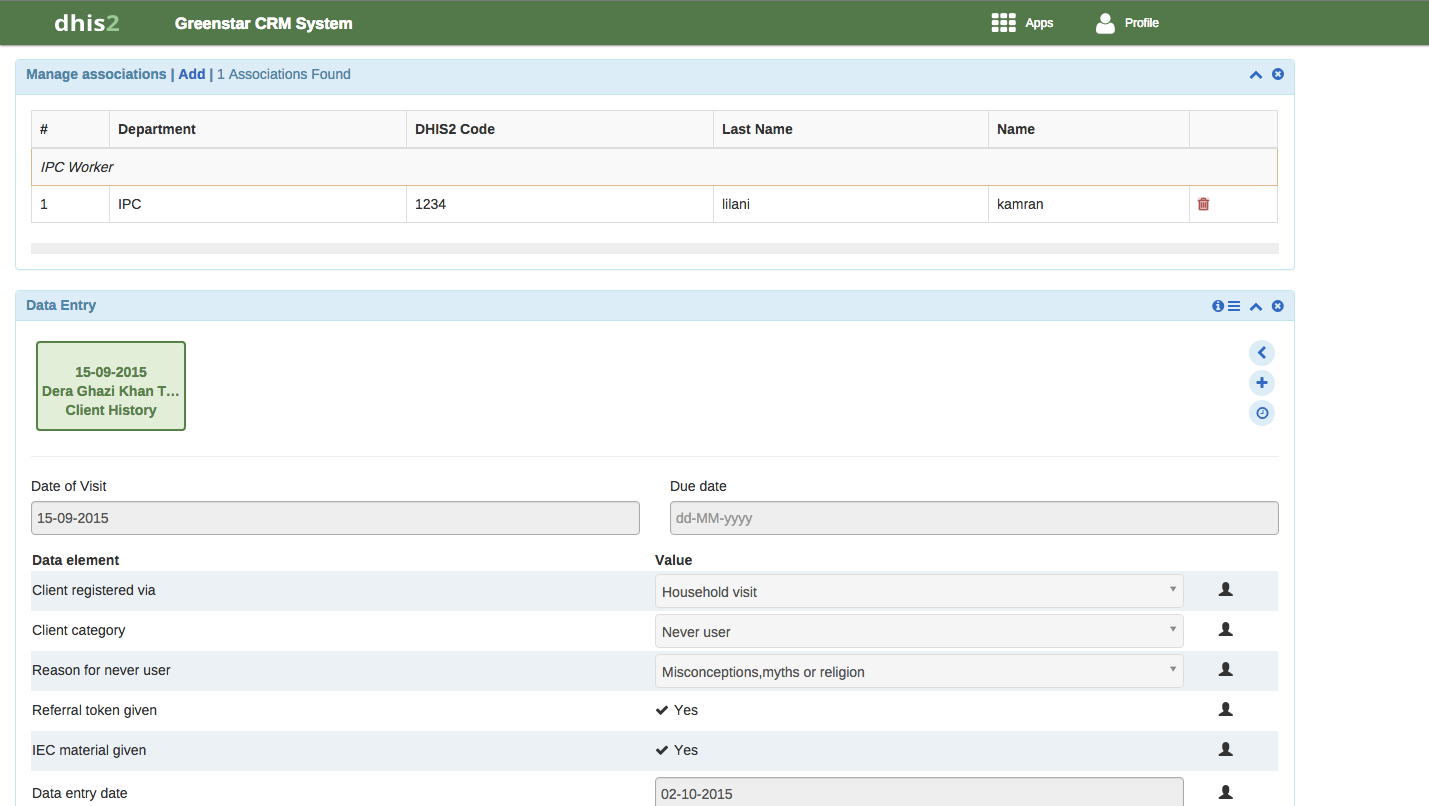 dhis2 Greenstar CRM System Apps Profile
Manage associations | Add | 1 Associations Found
# Department DHIS2 Code Last Name Name
IPC Worker
1 IPC 1234 lilani kamran
Data Entry
15-09-2015
Dera Ghazi Khan T...
Client History
Date of Visit Due date
15-09-2015 dd-MM-yyyy
Data element Value
Client registered via Household visit
Client category Never user
Reason for never user Misconceptions,myths or religion
Referral token given Yes
IEC material given Yes
Data entry date 02-10-2015